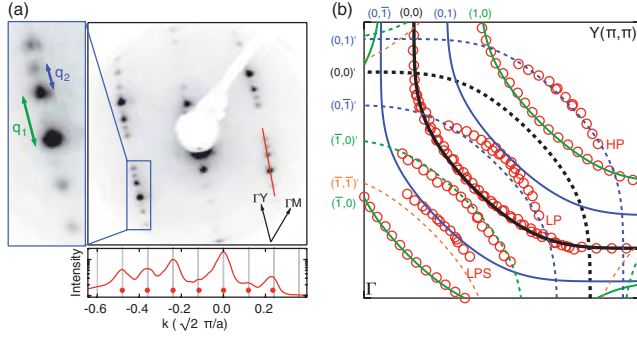 (a)
q₂
q₁
ΓY
ΓM
Intensity
-0.6 -0.4 -0.2 0.0 0.2 0.4
k (√2 π/a)
(b)
(0,1̅) (0,0) (0,1) (1,0)
Y(π,π)
(0,1)'
(0,0)'
(0,1̅)'
(1̅,0)'
(1̅,1̅)'
(1̅,0)
HP
LP
LPS
Γ